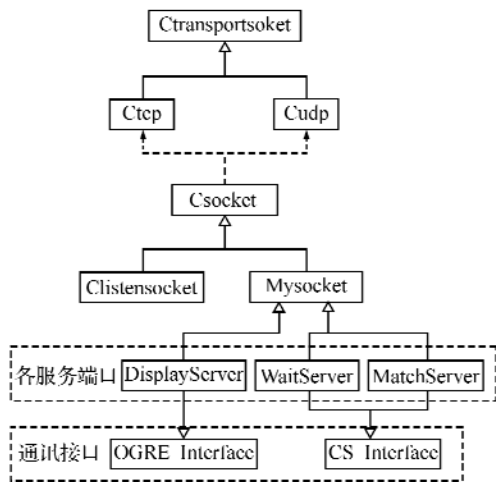 Ctransportsoket
Ctcp Cudp
Csocket
Clistensocket Mysocket
各服务端口 DisplayServer WaitServer MatchServer
通讯接口 OGRE Interface CS Interface